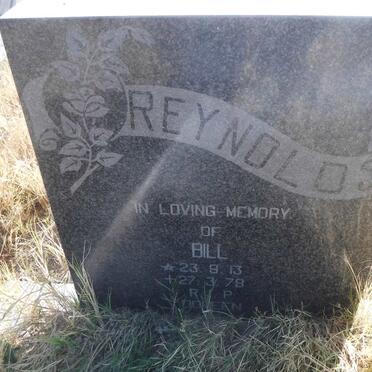 REYNOLDS
IN LOVING MEMORY
OF
BILL
★ 23.8.13
+ 27.3.78
R.I.P.